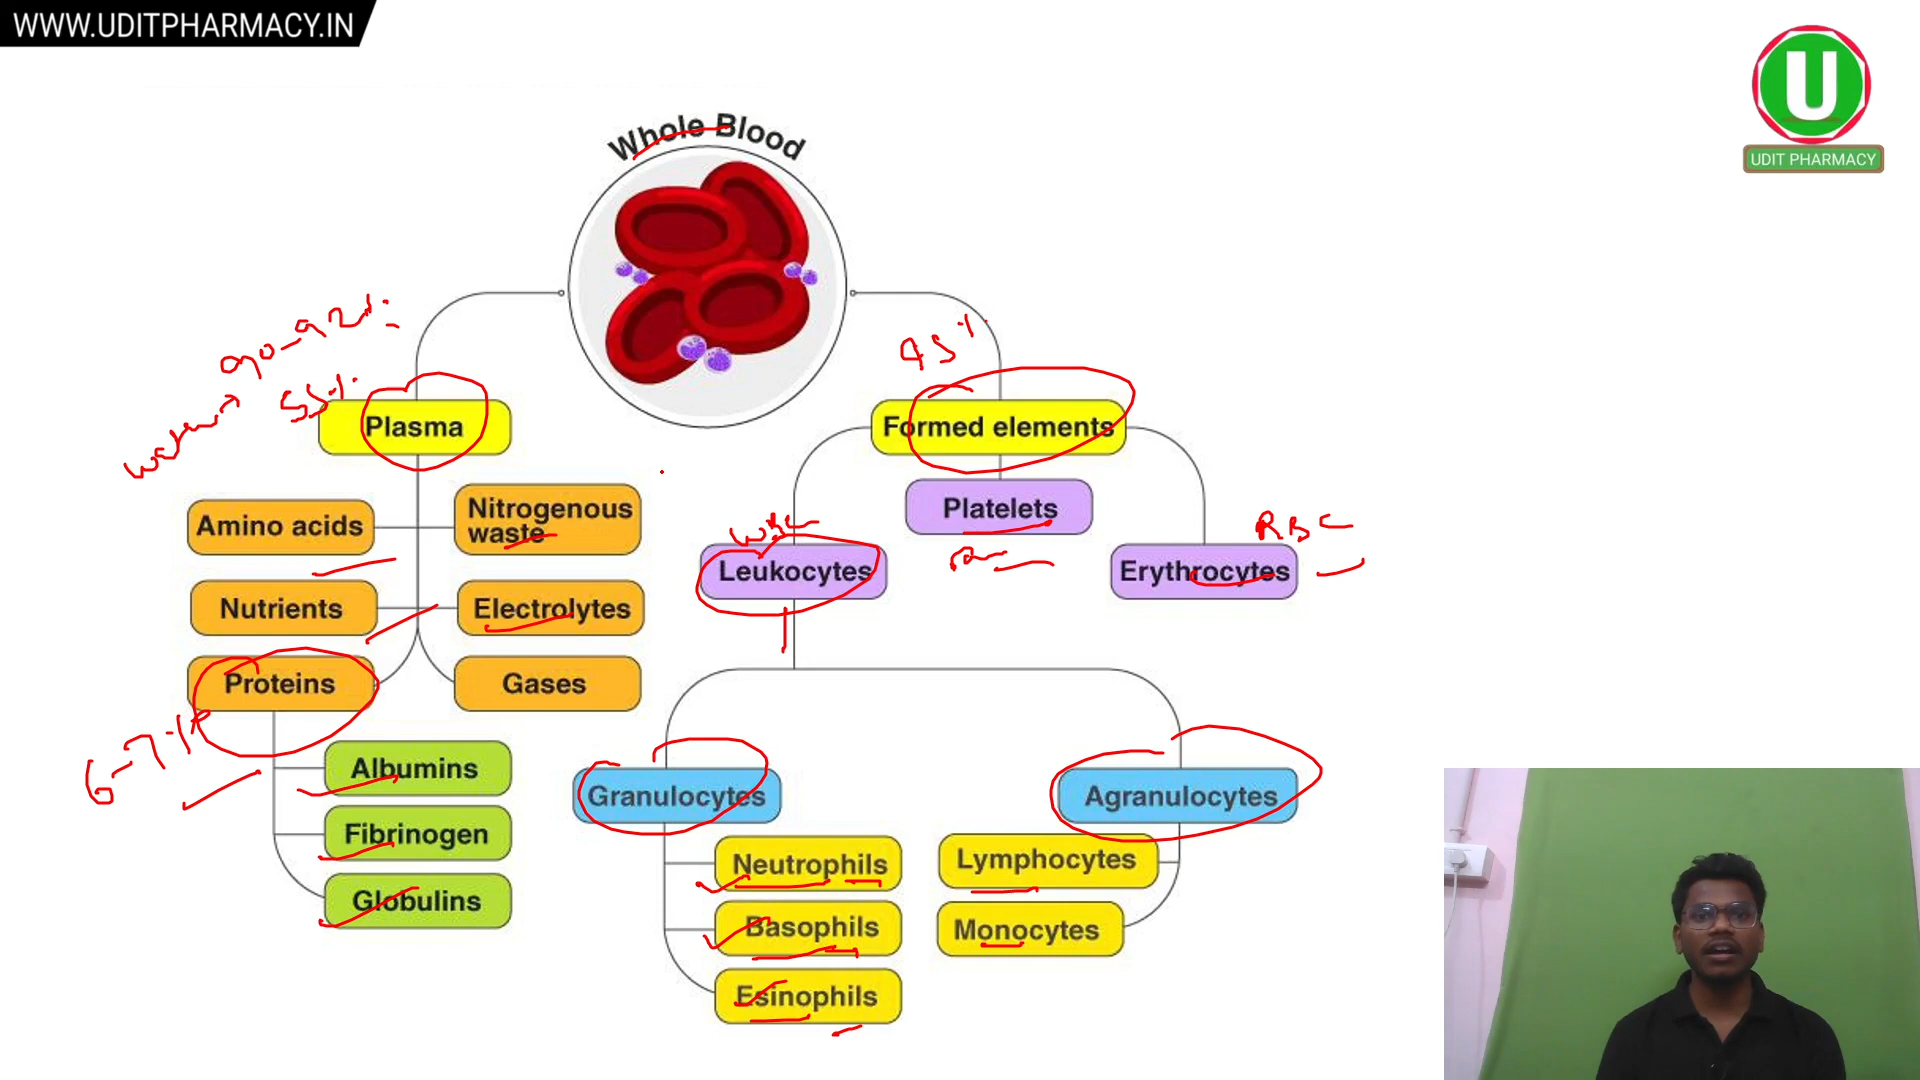 WWW.UDITPHARMACY.IN
U
UDIT PHARMACY
Whole Blood
90-92%
water →
55%
45%
Plasma
Formed elements
Amino acids
Nitrogenous
waste
Platelets
WBC
RBC
Leukocytes
Erythrocytes
Nutrients
Electrolytes
Proteins
Gases
6-7%
Albumins
Fibrinogen
Globulins
Granulocytes
Agranulocytes
Neutrophils
Basophils
Esinophils
Lymphocytes
Monocytes